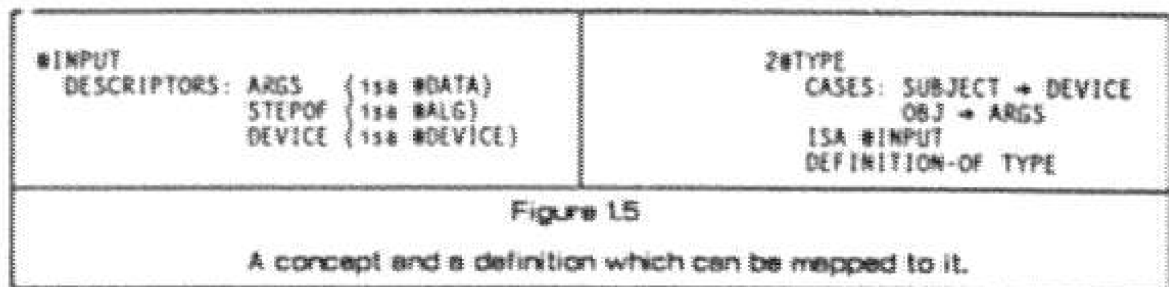 #INPUT
DESCRIPTORS: ARGS {isa #DATA}
STEPOF {isa #ALG}
DEVICE {isa #DEVICE}
2#TYPE
CASES: SUBJECT → DEVICE
OBJ → ARGS
ISA #INPUT
DEFINITION-OF TYPE
Figure 1.5
A concept and a definition which can be mapped to it.